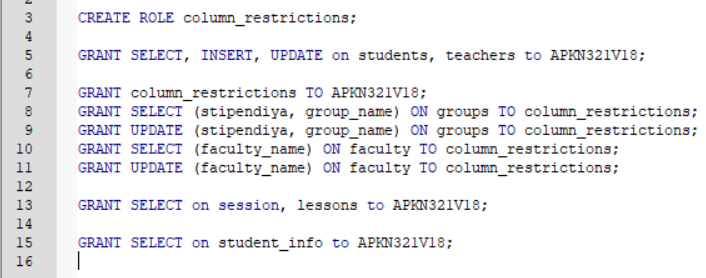 3 CREATE ROLE column_restrictions;
4
5 GRANT SELECT, INSERT, UPDATE on students, teachers to APKN321V18;
6
7 GRANT column_restrictions TO APKN321V18;
8 GRANT SELECT (stipendiya, group_name) ON groups TO column_restrictions;
9 GRANT UPDATE (stipendiya, group_name) ON groups TO column_restrictions;
10 GRANT SELECT (faculty_name) ON faculty TO column_restrictions;
11 GRANT UPDATE (faculty_name) ON faculty TO column_restrictions;
12
13 GRANT SELECT on session, lessons to APKN321V18;
14
15 GRANT SELECT on student_info to APKN321V18;
16